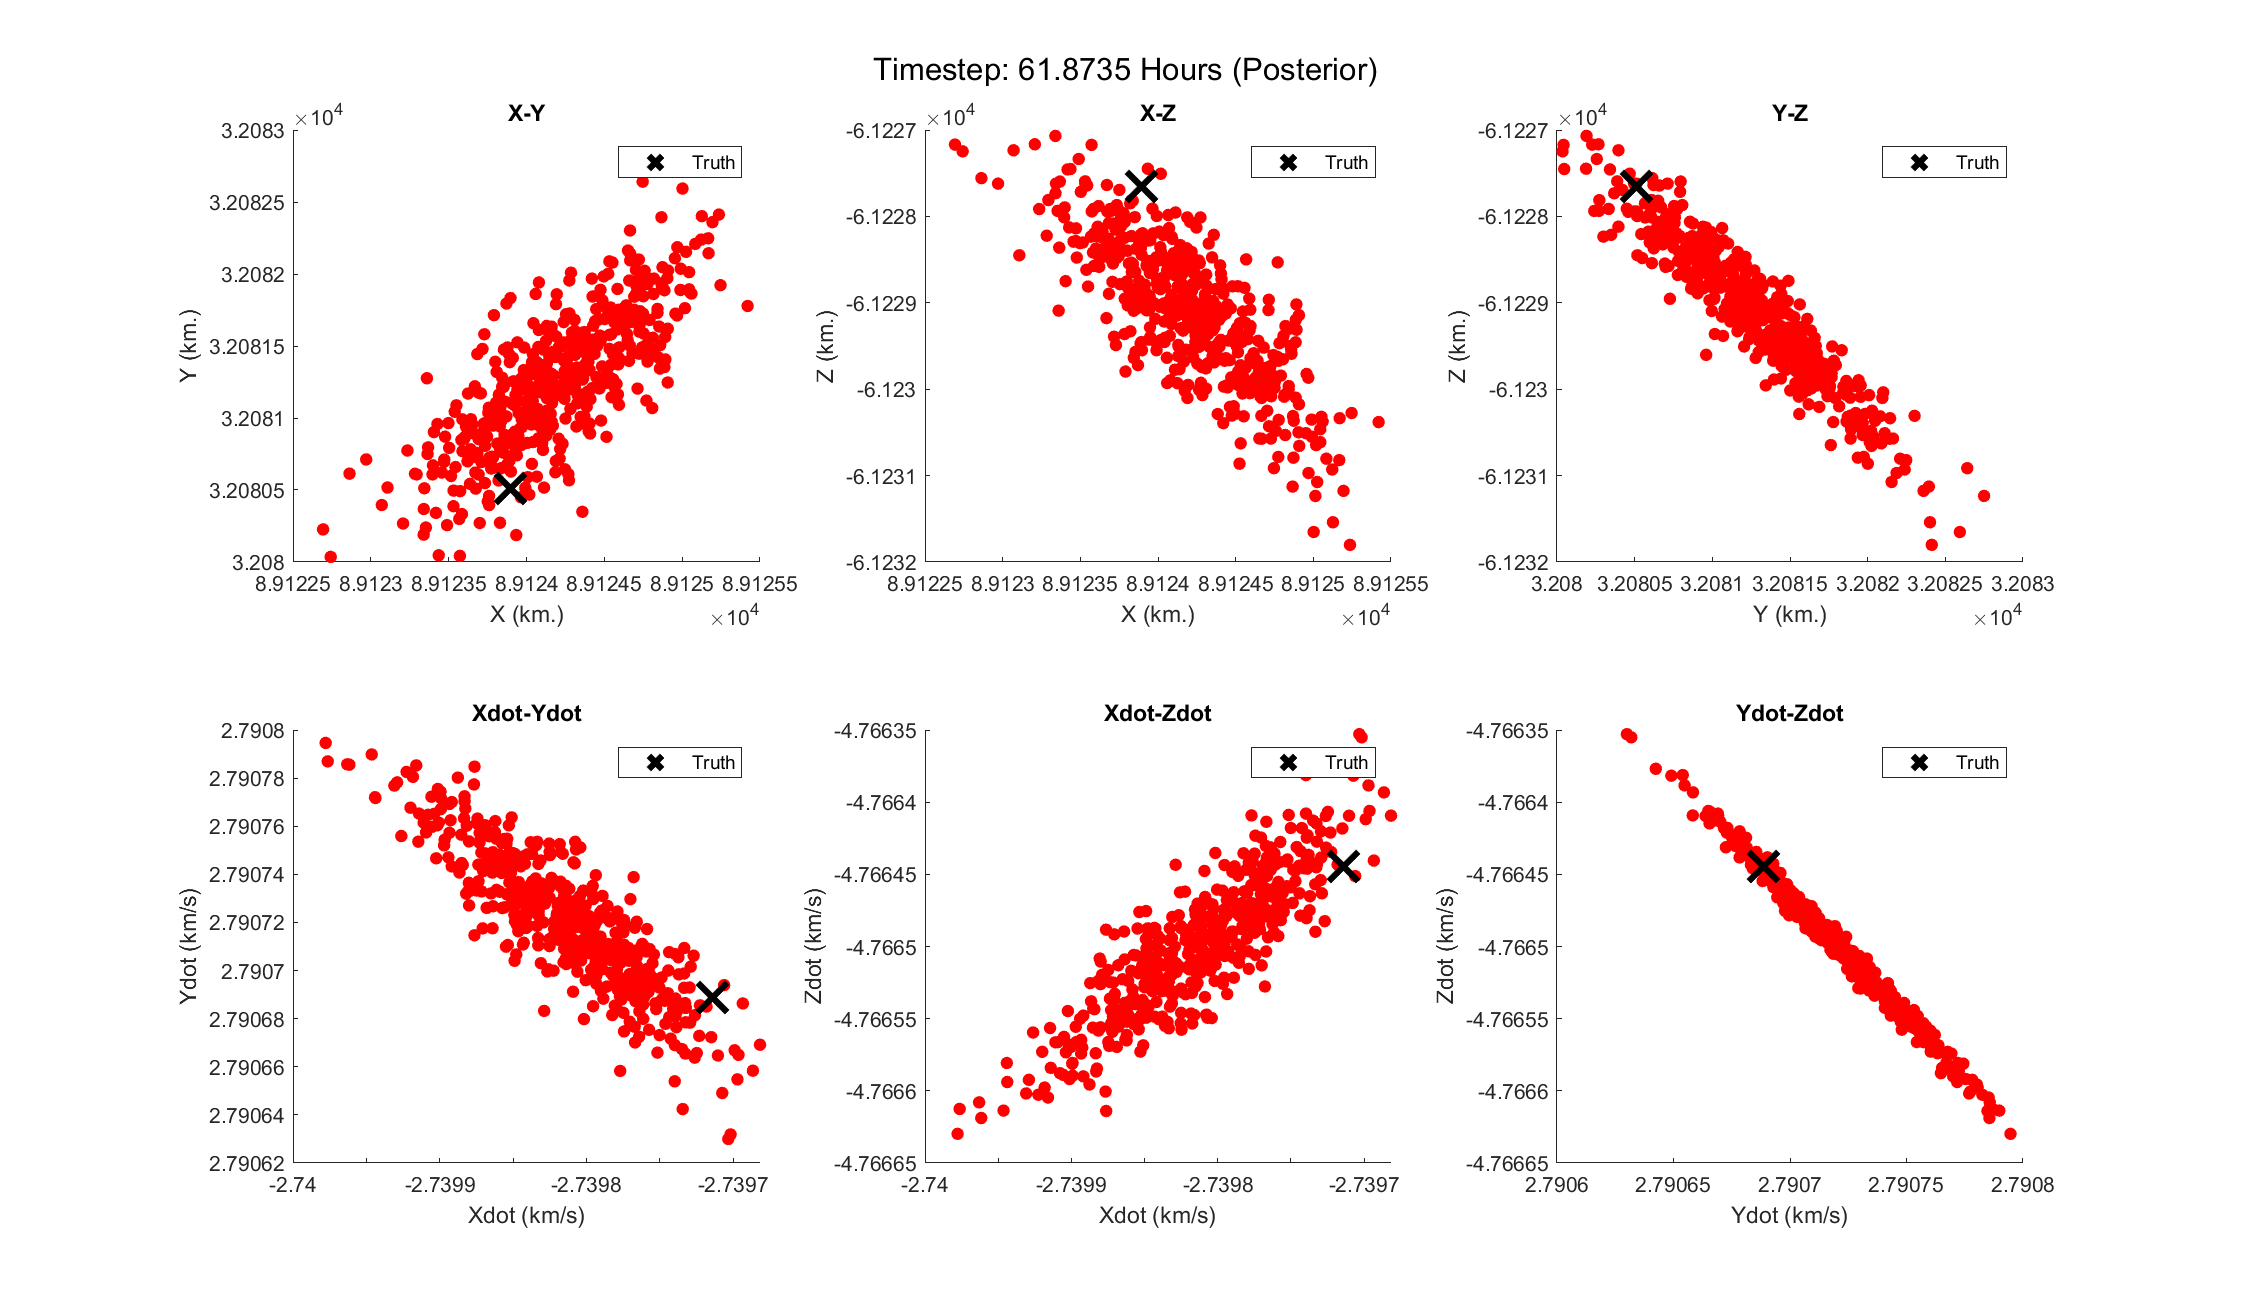 Timestep: 61.8735 Hours (Posterior)
X-Y
×10^4
3.2083
3.20825
3.2082
3.20815
3.2081
3.20805
3.208
Y (km.)
Truth
8.91225 8.9123 8.91235 8.9124 8.91245 8.9125 8.91255
X (km.)
×10^4
X-Z
×10^4
-6.1227
-6.1228
-6.1229
-6.123
-6.1231
-6.1232
Z (km.)
Truth
8.91225 8.9123 8.91235 8.9124 8.91245 8.9125 8.91255
X (km.)
×10^4
Y-Z
×10^4
-6.1227
-6.1228
-6.1229
-6.123
-6.1231
-6.1232
Z (km.)
Truth
3.208 3.20805 3.2081 3.20815 3.2082 3.20825 3.2083
Y (km.)
×10^4
Xdot-Ydot
2.7908
2.79078
2.79076
2.79074
2.79072
2.7907
2.79068
2.79066
2.79064
2.79062
Ydot (km/s)
Truth
-2.74 -2.7399 -2.7398 -2.7397
Xdot (km/s)
Xdot-Zdot
-4.76635
-4.7664
-4.76645
-4.7665
-4.76655
-4.7666
-4.76665
Zdot (km/s)
Truth
-2.74 -2.7399 -2.7398 -2.7397
Xdot (km/s)
Ydot-Zdot
-4.76635
-4.7664
-4.76645
-4.7665
-4.76655
-4.7666
-4.76665
Zdot (km/s)
Truth
2.7906 2.79065 2.7907 2.79075 2.7908
Ydot (km/s)